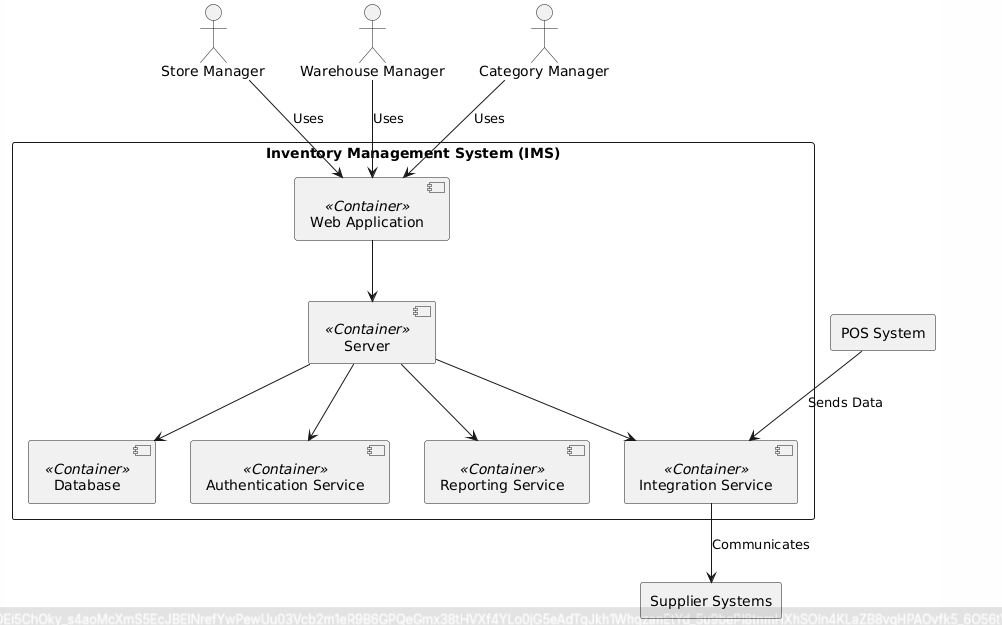 Store Manager
Warehouse Manager
Category Manager
Uses
Uses
Uses
Inventory Management System (IMS)
«Container»
Web Application
«Container»
Server
POS System
Sends Data
«Container»
Database
«Container»
Authentication Service
«Container»
Reporting Service
«Container»
Integration Service
Communicates
Supplier Systems